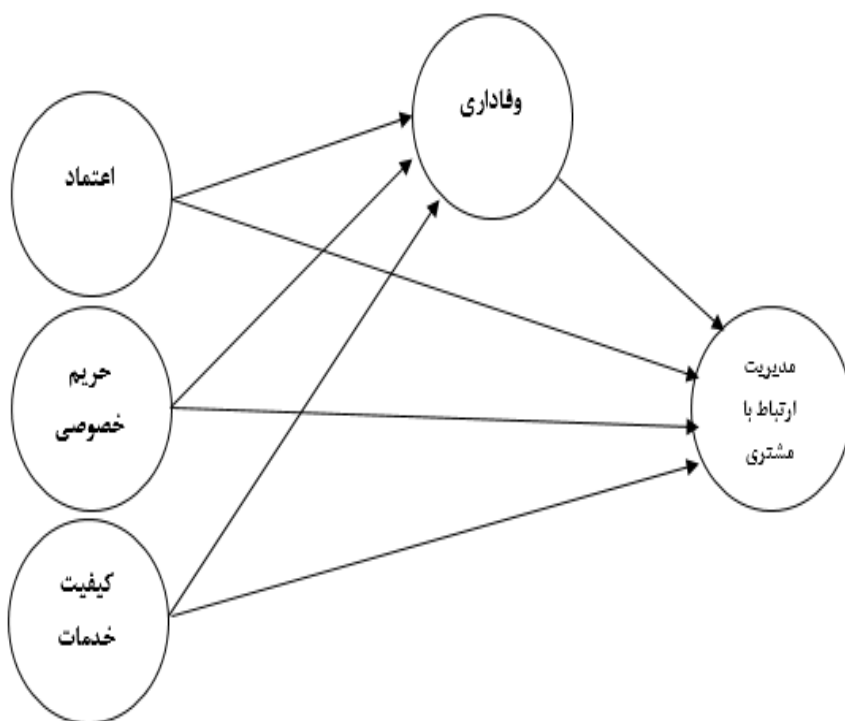 وفاداری
اعتماد
حریم
خصوصی
مدیریت
ارتباط با
مشتری
کیفیت
خدمات